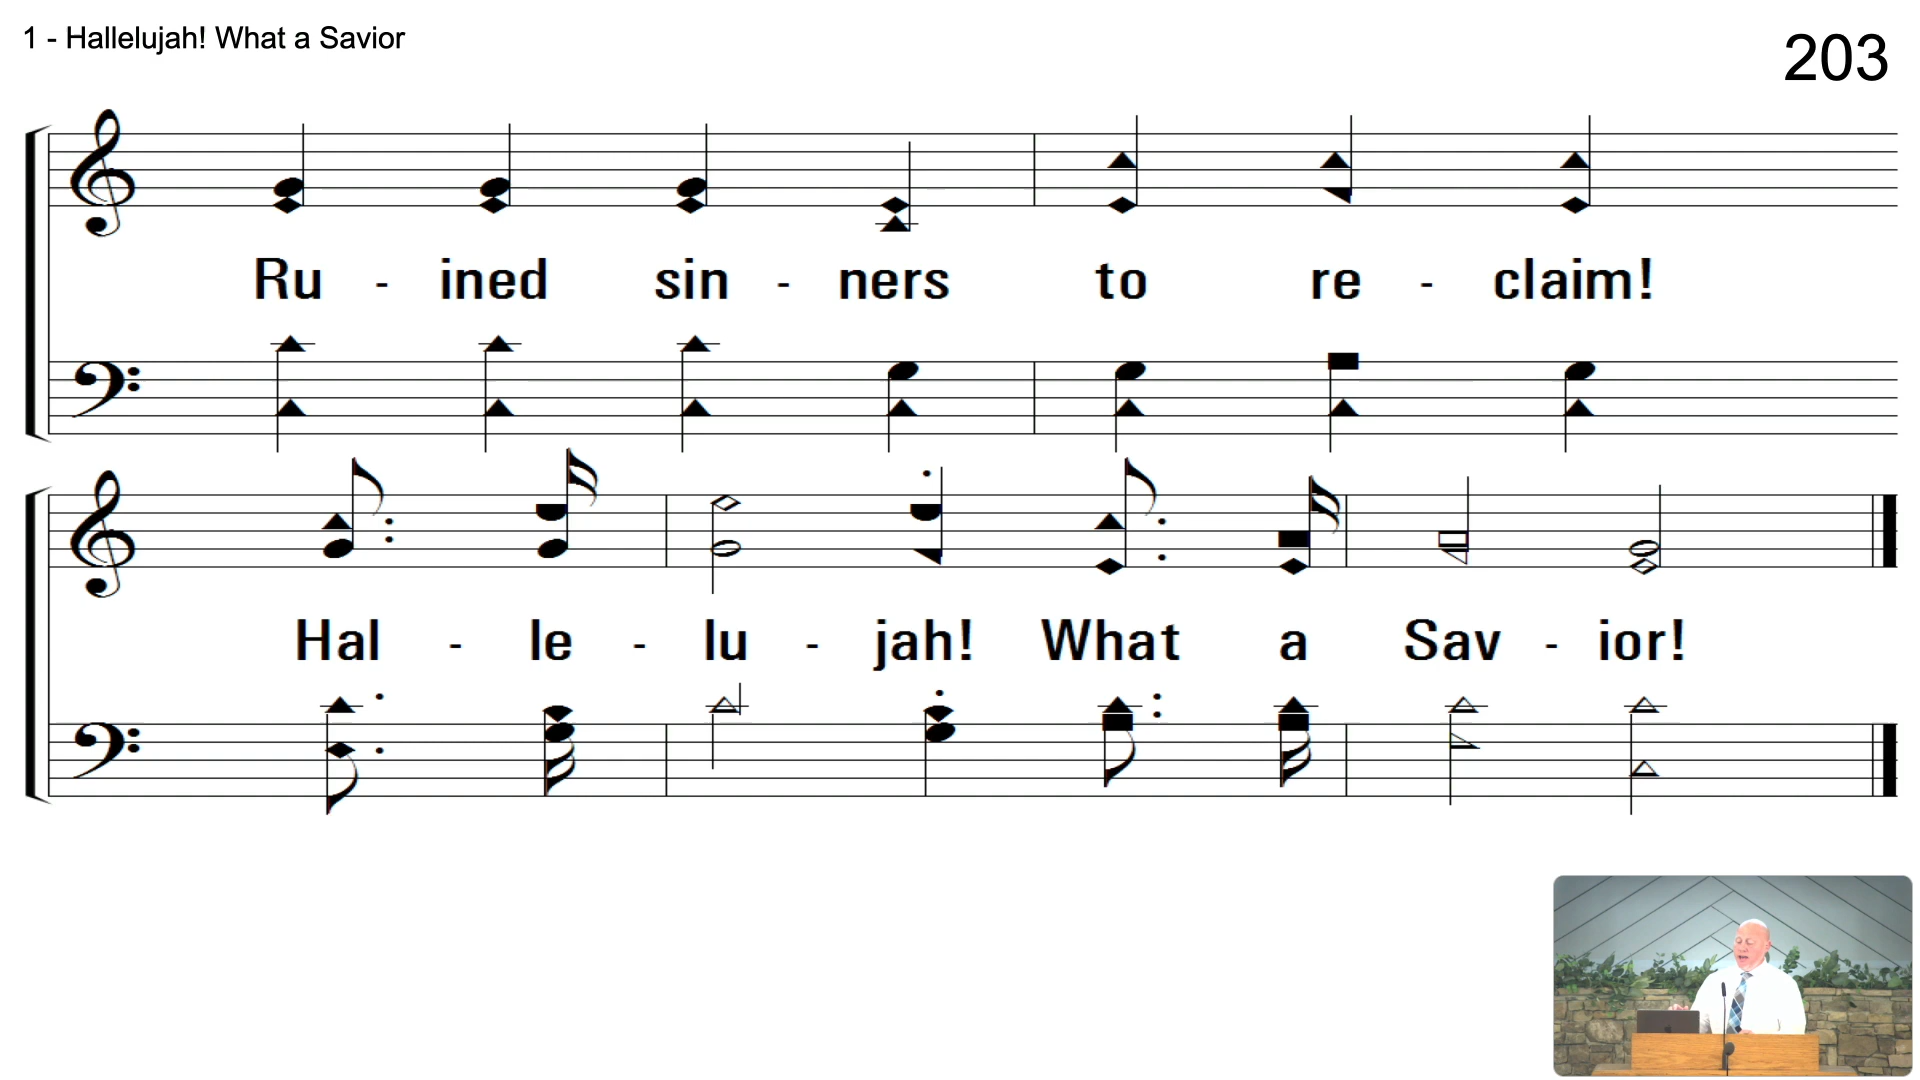 1 - Hallelujah! What a Savior
203
Ru - ined sin - ners to re - claim!
Hal - le - lu - jah! What a Sav - ior!